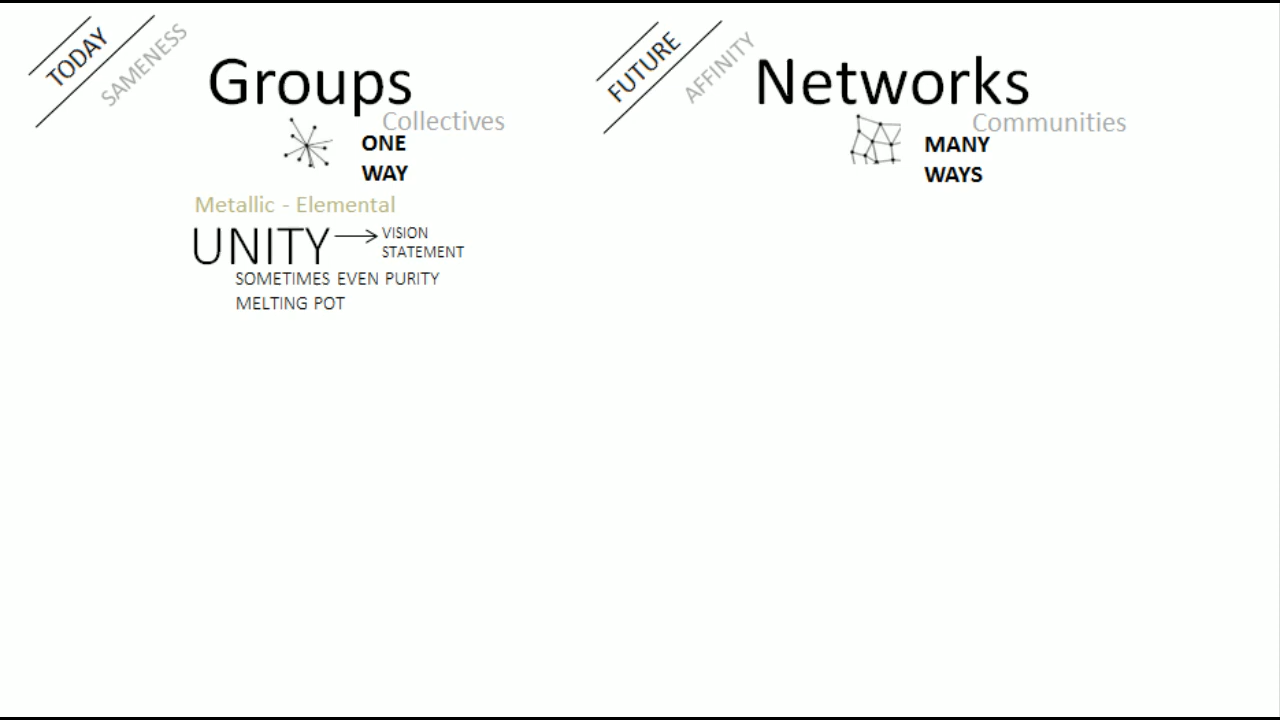 TODAY
SAMENESS
Groups
Collectives
ONE
WAY
Metallic - Elemental
UNITY
VISION
STATEMENT
SOMETIMES EVEN PURITY
MELTING POT
FUTURE
AFFINITY
Networks
Communities
MANY
WAYS